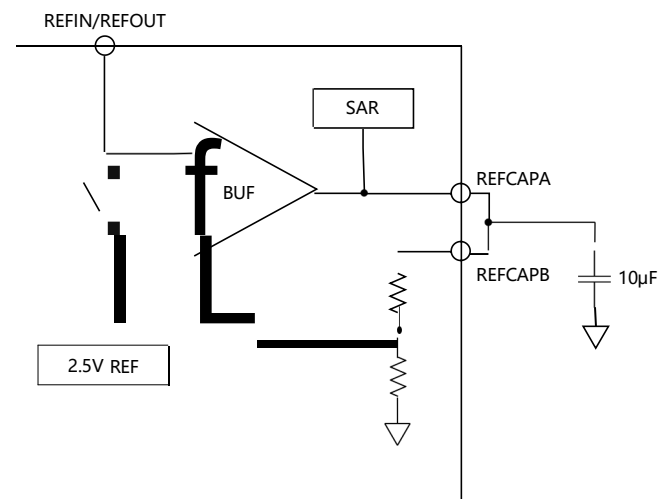 REFIN/REFOUT
SAR
BUF
REFCAPA
REFCAPB
10μF
2.5V REF